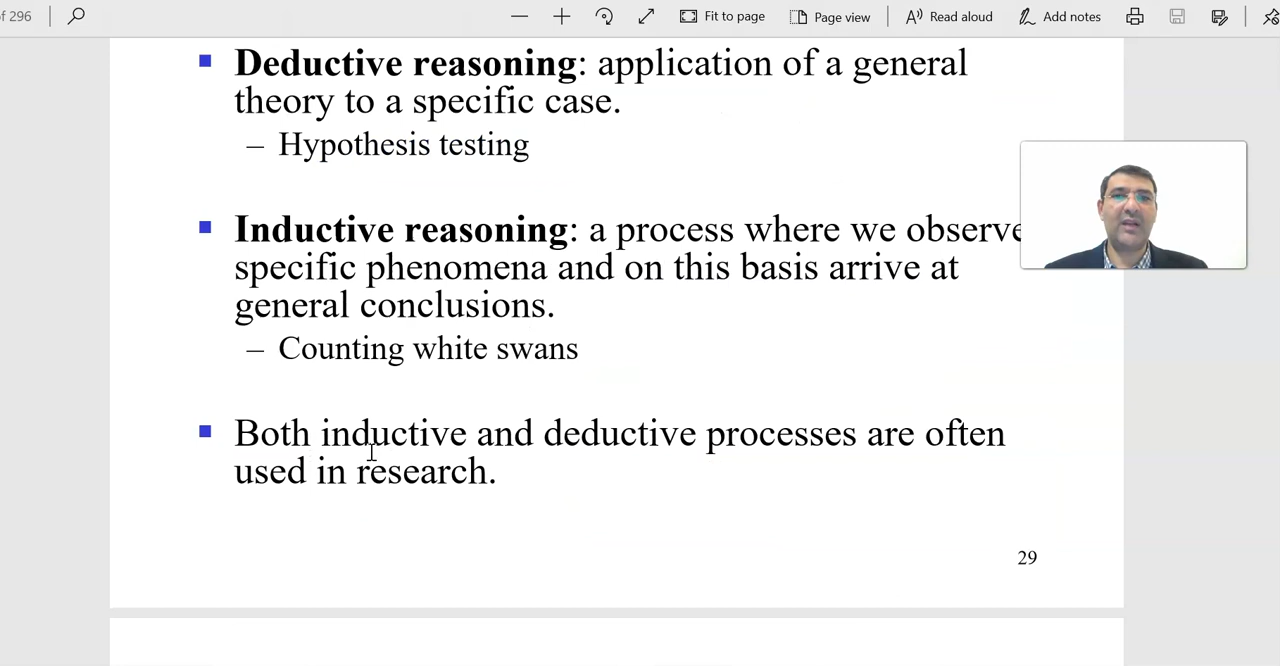 f 296
Fit to page
Page view
Read aloud
Add notes
Deductive reasoning: application of a general
theory to a specific case.
– Hypothesis testing
Inductive reasoning: a process where we observe
specific phenomena and on this basis arrive at
general conclusions.
– Counting white swans
Both inductive and deductive processes are often
used in research.
29